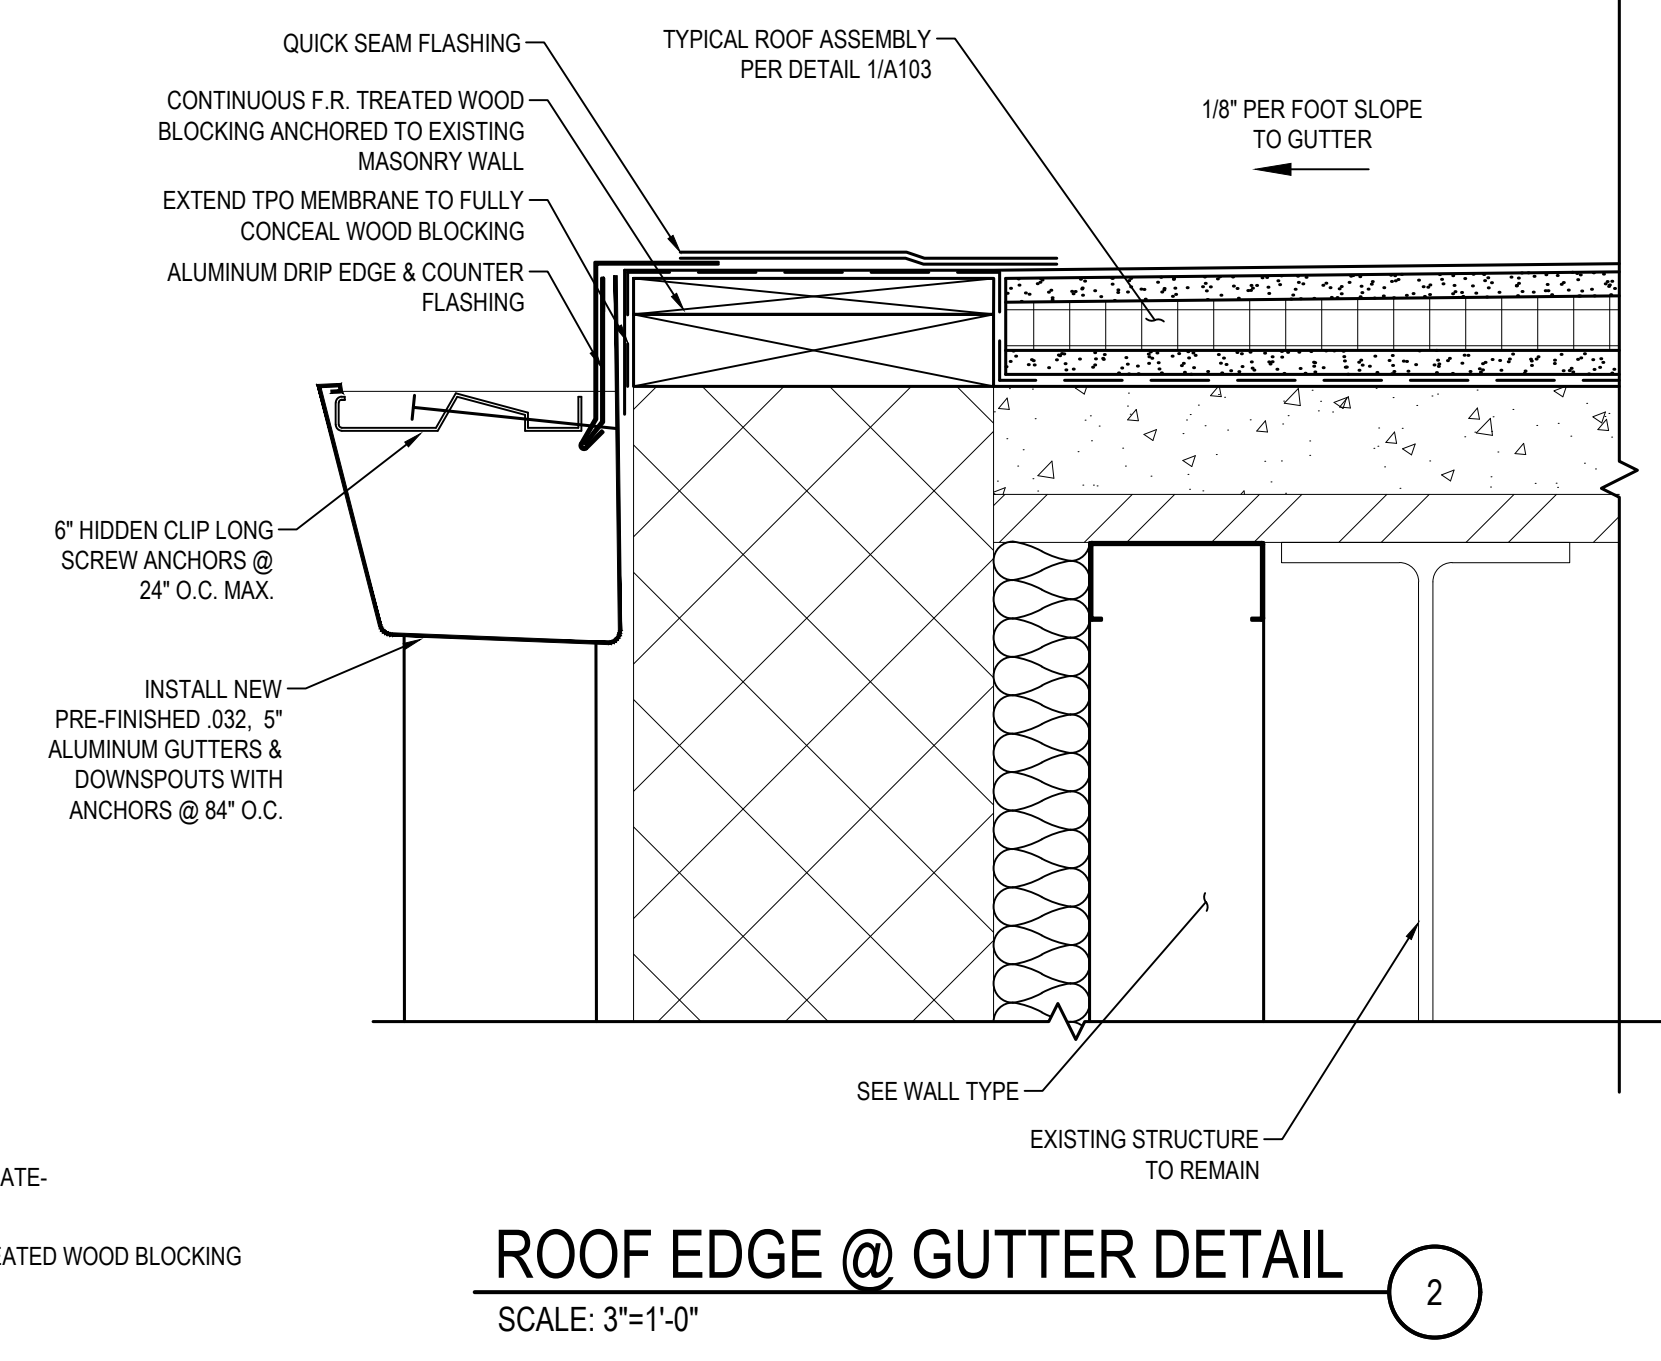 QUICK SEAM FLASHING
CONTINUOUS F.R. TREATED WOOD
BLOCKING ANCHORED TO EXISTING
MASONRY WALL
EXTEND TPO MEMBRANE TO FULLY
CONCEAL WOOD BLOCKING
ALUMINUM DRIP EDGE & COUNTER
FLASHING
TYPICAL ROOF ASSEMBLY
PER DETAIL 1/A103
1/8" PER FOOT SLOPE
TO GUTTER
6" HIDDEN CLIP LONG
SCREW ANCHORS @
24" O.C. MAX.
INSTALL NEW
PRE-FINISHED .032, 5"
ALUMINUM GUTTERS &
DOWNSPOUTS WITH
ANCHORS @ 84" O.C.
SEE WALL TYPE
EXISTING STRUCTURE
TO REMAIN
ATE-
EATED WOOD BLOCKING
ROOF EDGE @ GUTTER DETAIL
2
SCALE: 3"=1'-0"